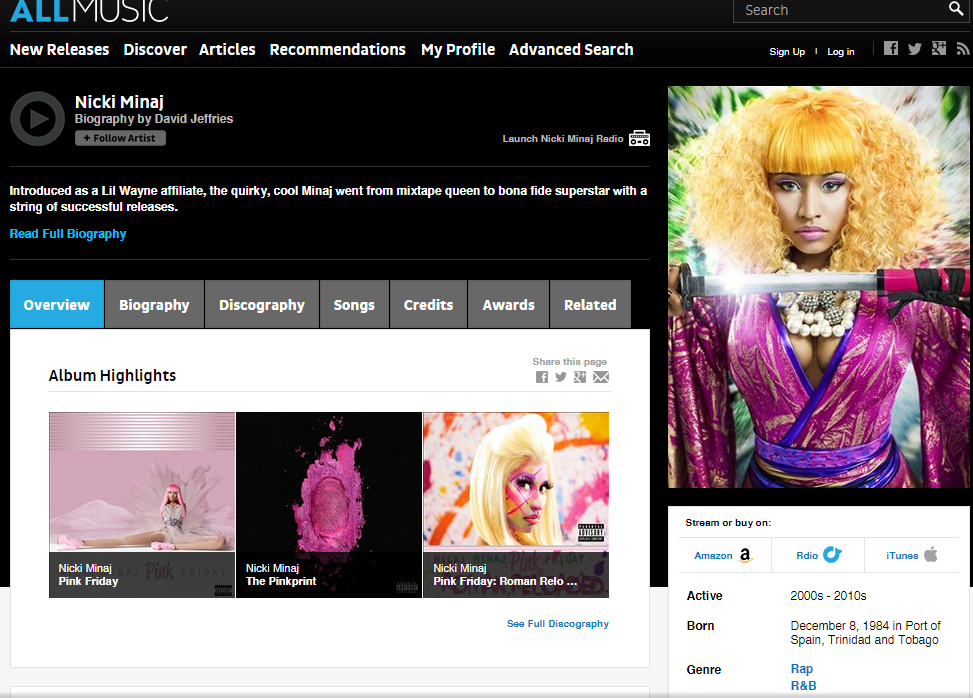 ALLMUSIC
Search
New Releases Discover Articles Recommendations My Profile Advanced Search
Sign Up | Log in
Nicki Minaj
Biography by David Jeffries
+ Follow Artist
Launch Nicki Minaj Radio
Introduced as a Lil Wayne affiliate, the quirky, cool Minaj went from mixtape queen to bona fide superstar with a
string of successful releases.
Read Full Biography
Overview Biography Discography Songs Credits Awards Related
Share this page
Album Highlights
Nicki Minaj
Pink Friday
Nicki Minaj
The Pinkprint
Nicki Minaj
Pink Friday: Roman Relo ...
See Full Discography
Stream or buy on:
Amazon Rdio iTunes
Active 2000s - 2010s
Born December 8, 1984 in Port of
Spain, Trinidad and Tobago
Genre Rap
R&B